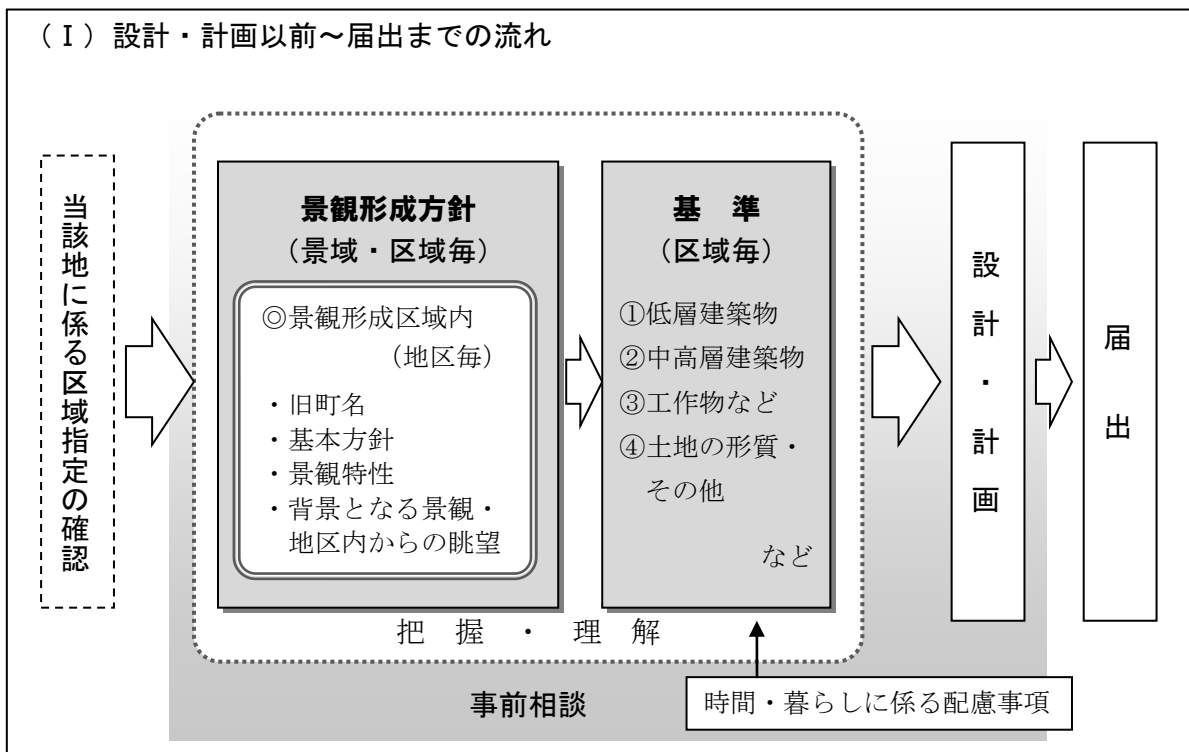 （Ⅰ）設計・計画以前～届出までの流れ
当該地に係る区域指定の確認
景観形成方針
（景域・区域毎）
◎景観形成区域内
（地区毎）
・旧町名
・基本方針
・景観特性
・背景となる景観・
地区内からの眺望
基　準
（区域毎）
①低層建築物
②中高層建築物
③工作物など
④土地の形質・
その他
など
把　握　・　理　解
設計・計画
届出
事前相談
時間・暮らしに係る配慮事項